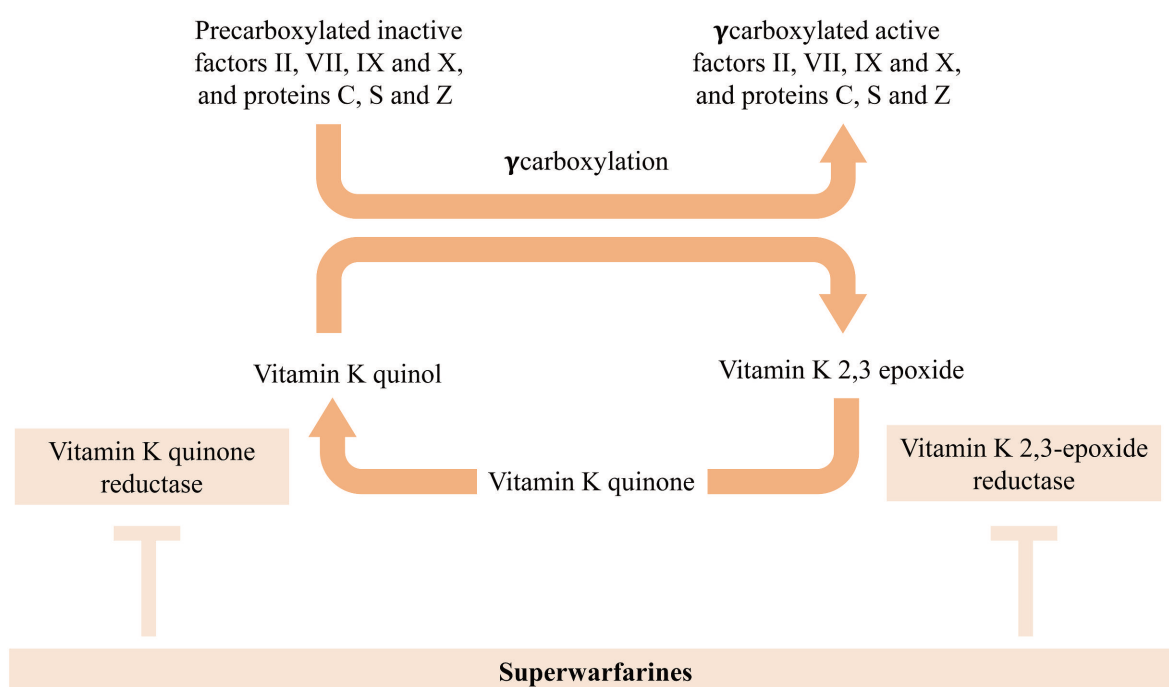 Precarboxylated inactive
factors II, VII, IX and X,
and proteins C, S and Z
γcarboxylated active
factors II, VII, IX and X,
and proteins C, S and Z
γcarboxylation
Vitamin K quinol
Vitamin K 2,3 epoxide
Vitamin K quinone
reductase
Vitamin K quinone
Vitamin K 2,3-epoxide
reductase
Superwarfarines